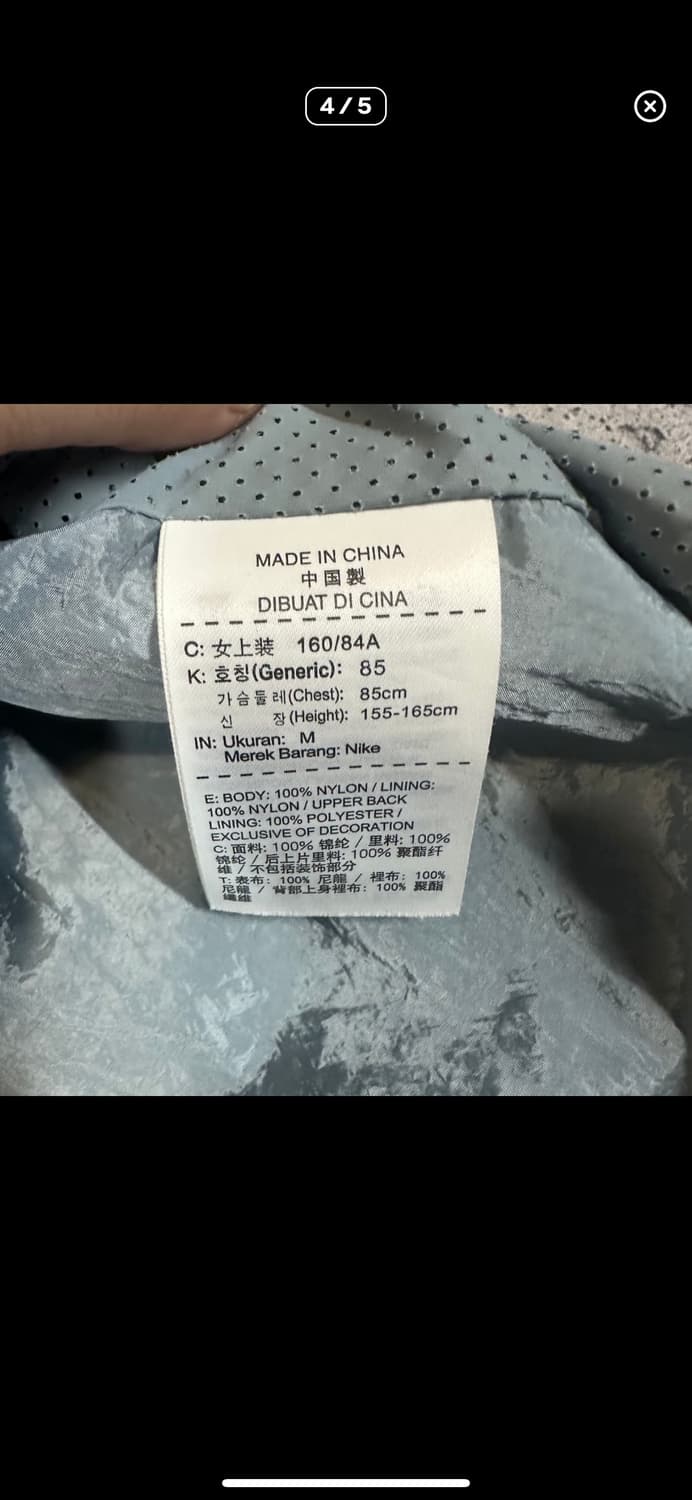 4/5
MADE IN CHINA
中国製
DIBUAT DI CINA
C: 女上装 160/84A
K: 호칭(Generic): 85
가슴둘레(Chest): 85cm
신 장(Height): 155-165cm
IN: Ukuran: M
Merek Barang: Nike
E: BODY: 100% NYLON / LINING:
100% NYLON / UPPER BACK
LINING: 100% POLYESTER /
EXCLUSIVE OF DECORATION
C: 面料: 100% 锦纶 / 里料: 100%
锦纶 / 后上片里料: 100% 聚酯纤
维 / 不包括装饰部分
T: 表布: 100% 尼龍 / 裡布: 100%
尼龍 / 背部上身裡布: 100% 聚酯
纖維